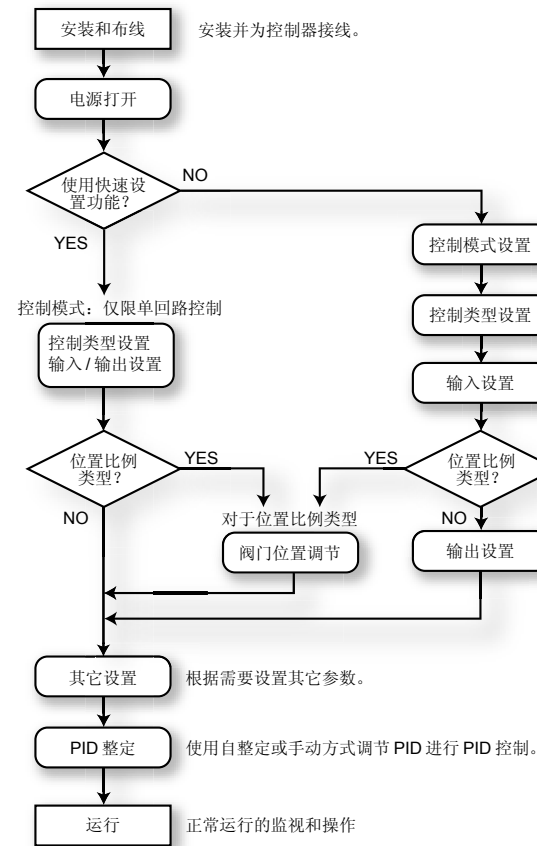 安装和布线
安装并为控制器接线。
电源打开
使用快速设
置功能?
NO
YES
控制模式设置
控制模式：仅限单回路控制
控制类型设置
输入 / 输出设置
控制类型设置
输入设置
位置比例
类型?
YES
NO
YES
位置比例
类型?
NO
对于位置比例类型
阀门位置调节
输出设置
其它设置
根据需要设置其它参数。
PID 整定
使用自整定或手动方式调节 PID 进行 PID 控制。
运行
正常运行的监视和操作